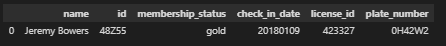 name id membership_status check_in_date license_id plate_number
0 Jeremy Bowers 48Z55 gold 20180109 423327 0H42W2